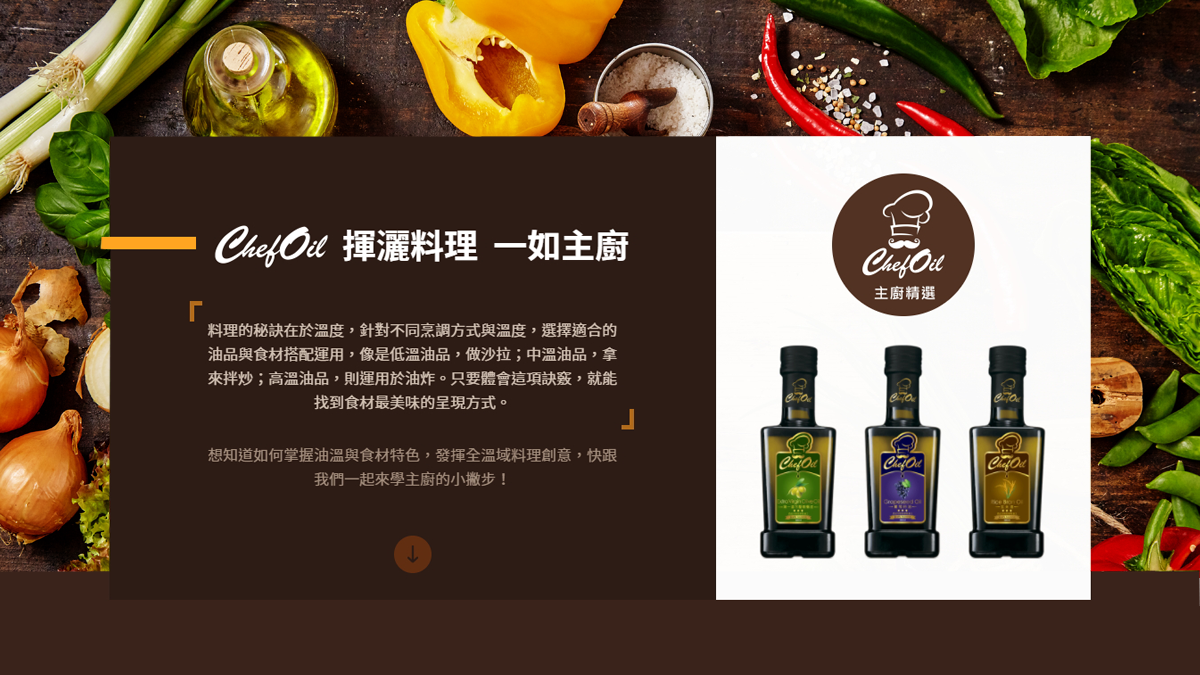 ChefOil 揮灑料理 一如主廚
料理的秘訣在於溫度，針對不同烹調方式與溫度，選擇適合的
油品與食材搭配運用，像是低溫油品，做沙拉；中溫油品，拿
來拌炒；高溫油品，則運用於油炸。只要體會這項訣竅，就能
找到食材最美味的呈現方式。
想知道如何掌握油溫與食材特色，發揮全溫域料理創意，快跟
我們一起來學主廚的小撇步！
ChefOil
主廚精選
ChefOil
ChefOil
ChefOil
ChefOil
Grapeseed Oil
ChefOil
ChefOil
Rice Bran Oil